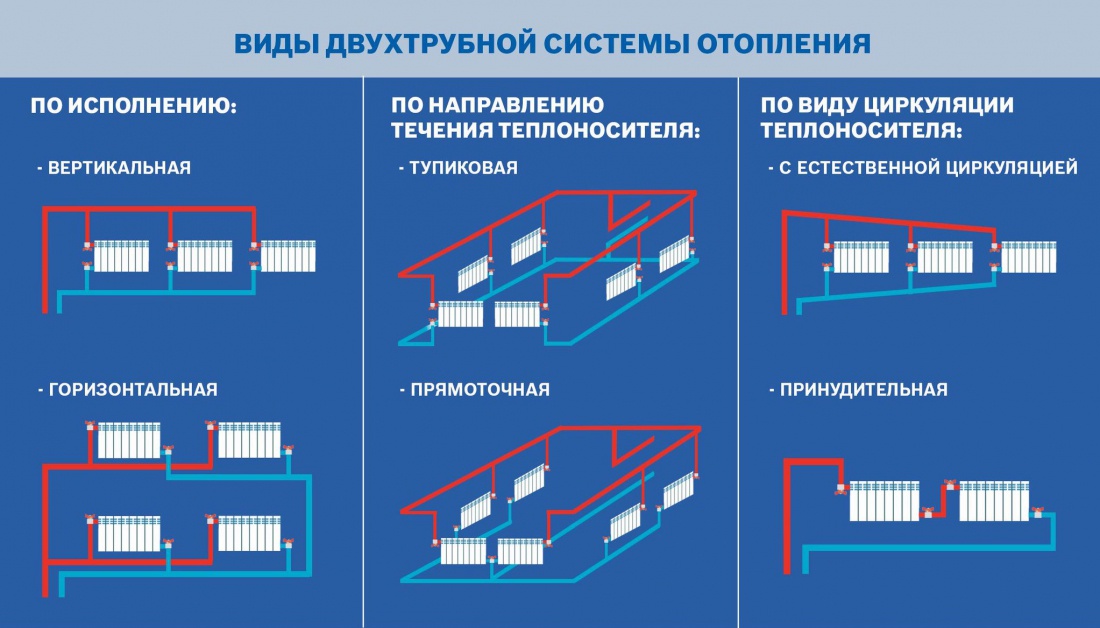 ВИДЫ ДВУХТРУБНОЙ СИСТЕМЫ ОТОПЛЕНИЯ
ПО ИСПОЛНЕНИЮ:
- ВЕРТИКАЛЬНАЯ
- ГОРИЗОНТАЛЬНАЯ
ПО НАПРАВЛЕНИЮ
ТЕЧЕНИЯ ТЕПЛОНОСИТЕЛЯ:
- ТУПИКОВАЯ
- ПРЯМОТОЧНАЯ
ПО ВИДУ ЦИРКУЛЯЦИИ
ТЕПЛОНОСИТЕЛЯ:
- С ЕСТЕСТВЕННОЙ ЦИРКУЛЯЦИЕЙ
- ПРИНУДИТЕЛЬНАЯ